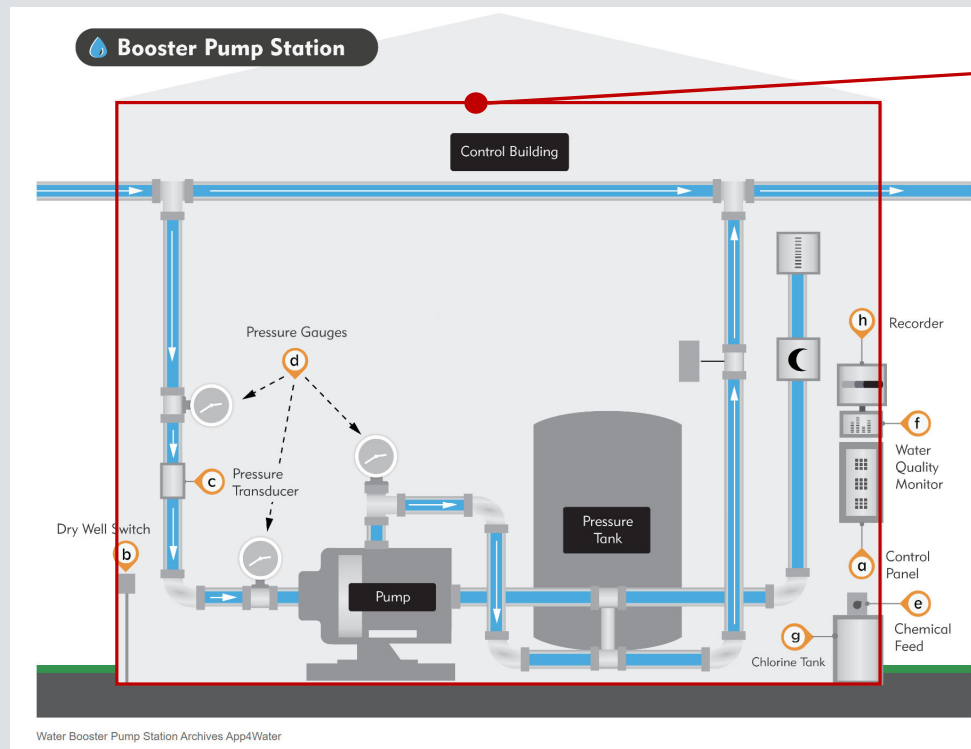 Booster Pump Station
Control Building
h
Recorder
Pressure Gauges
d
f
Water
Quality
Monitor
c
Pressure
Transducer
Dry Well Switch
b
Pressure
Tank
a
Control
Panel
Pump
e
Chemical
Feed
g
Chlorine Tank
Water Booster Pump Station Archives App4Water